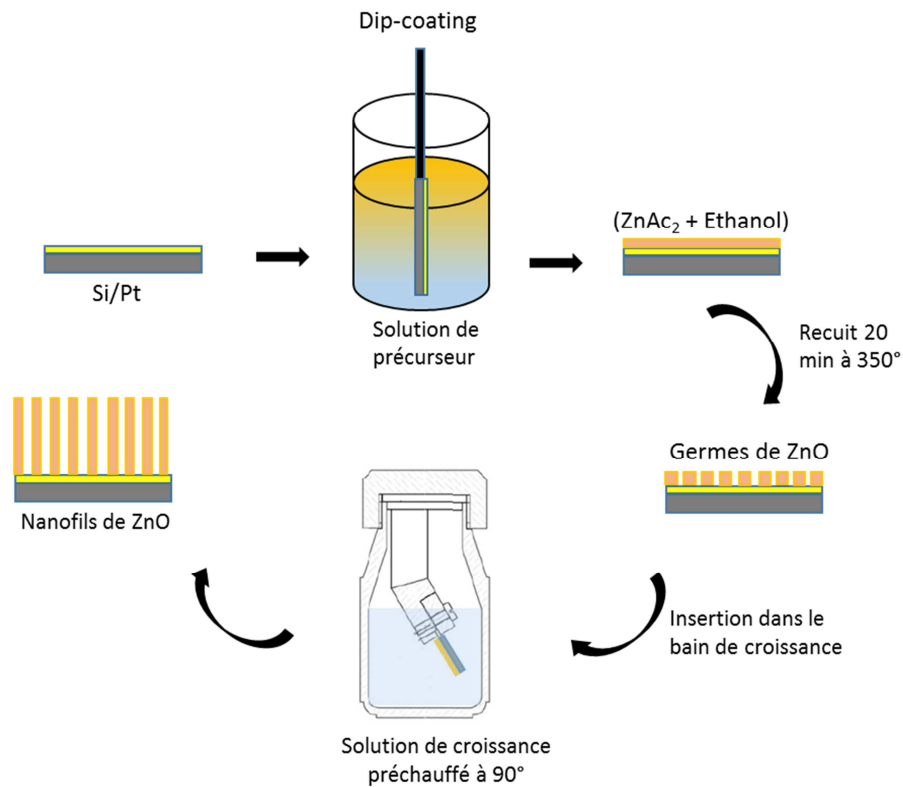 Dip-coating
Si/Pt
Solution de
précurseur
(ZnAc₂ + Ethanol)
Recuit 20
min à 350°
Germes de ZnO
Insertion dans le
bain de croissance
Solution de croissance
préchauffé à 90°
Nanofils de ZnO